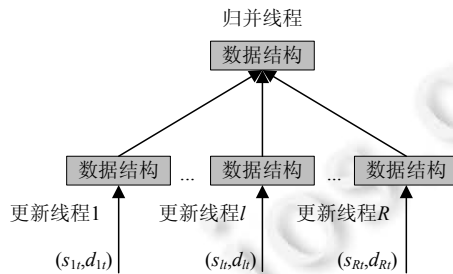 归并线程
数据结构
数据结构 ... 数据结构 ... 数据结构
更新线程1 更新线程l 更新线程R
(s1t,d1t) (slt,dlt) (sRt,dRt)